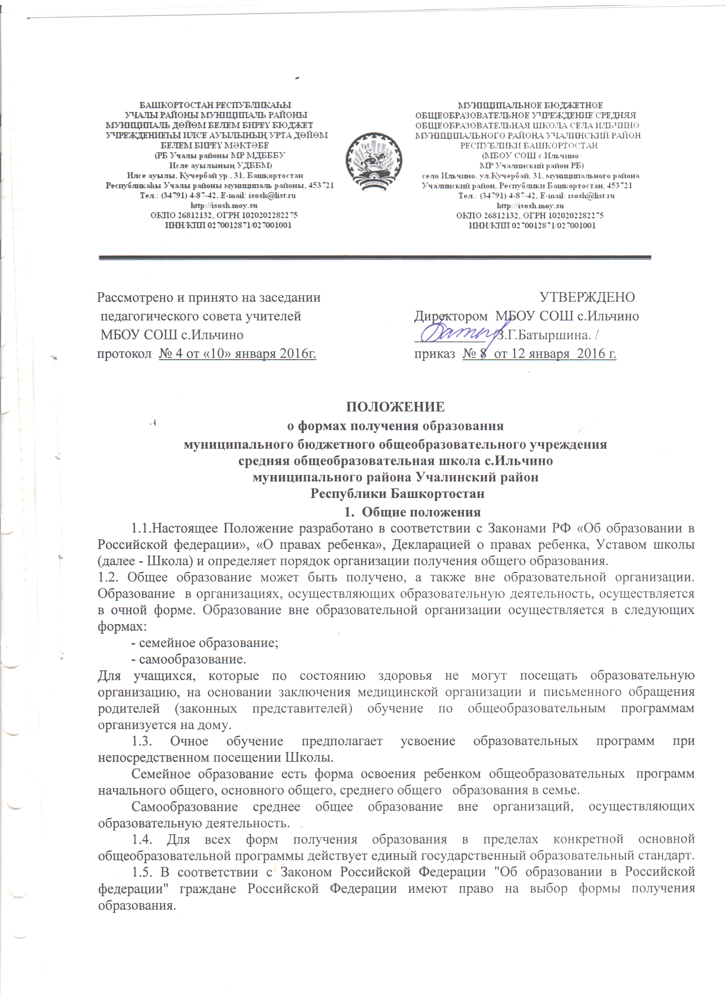 БАШКОРТОСТАН РЕСПУБЛИКАҺЫ
УЧАЛЫ РАЙОНЫ МУНИЦИПАЛЬ РАЙОНЫ
МУНИЦИПАЛЬ ДӨЙӨМ БЕЛЕМ БИРЕҮ БЮДЖЕТ
УЧРЕЖДЕНИЕҺЫ ИЛСЕ АУЫЛЫНЫҢ УРТА ДӨЙӨМ
БЕЛЕМ БИРЕҮ МӘКТӘБЕ
(РБ Учалы районы МР МДБББУ
Исле ауылының УДББМ)
Илсе ауылы, Кучербай ур., 31, Башҡортостан
Республикаһы Учалы районы муниципаль районы, 453721
Тел.: (34791) 4-87-42, E-mail: isosh@list.ru
http://isosh.moy.su
ОКПО 26812132, ОГРН 1020202282275
ИНН/КПП 0270012871/027001001
МУНИЦИПАЛЬНОЕ БЮДЖЕТНОЕ
ОБЩЕОБРАЗОВАТЕЛЬНОЕ УЧРЕЖДЕНИЕ СРЕДНЯЯ
ОБЩЕОБРАЗОВАТЕЛЬНАЯ ШКОЛА СЕЛА ИЛЬЧИНО
МУНИЦИПАЛЬНОГО РАЙОНА УЧАЛИНСКИЙ РАЙОН
РЕСПУБЛИКИ БАШКОРТОСТАН
(МБОУ СОШ с.Ильчино
МР Учалинский район РБ)
село Ильчино, ул.Кучербай, 31, муниципального района
Учалинский район, Республики Башкортостан, 453721
Тел.: (34791) 4-87-42, E-mail: isosh@list.ru
http://isosh.moy.su
ОКПО 26812132, ОГРН 1020202282275
ИНН/КПП 0270012871/027001001
Рассмотрено и принято на заседании
педагогического совета учителей
МБОУ СОШ с.Ильчино
протокол № 4 от «10» января 2016г.
УТВЕРЖДЕНО
Директором МБОУ СОШ с.Ильчино
__________ /З.Г.Батыршина. /
приказ № 8 от 12 января 2016 г.
ПОЛОЖЕНИЕ
о формах получения образования
муниципального бюджетного общеобразовательного учреждения
средняя общеобразовательная школа с.Ильчино
муниципального района Учалинский район
Республики Башкортостан
1. Общие положения
1.1.Настоящее Положение разработано в соответствии с Законами РФ «Об образовании в
Российской федерации», «О правах ребенка», Декларацией о правах ребенка, Уставом школы
(далее - Школа) и определяет порядок организации получения общего образования.
1.2. Общее образование может быть получено, а также вне образовательной организации.
Образование в организациях, осуществляющих образовательную деятельность, осуществляется
в очной форме. Образование вне образовательной организации осуществляется в следующих
формах:
- семейное образование;
- самообразование.
Для учащихся, которые по состоянию здоровья не могут посещать образовательную
организацию, на основании заключения медицинской организации и письменного обращения
родителей (законных представителей) обучение по общеобразовательным программам
организуется на дому.
1.3. Очное обучение предполагает усвоение образовательных программ при
непосредственном посещении Школы.
Семейное образование есть форма освоения ребенком общеобразовательных программ
начального общего, основного общего, среднего общего образования в семье.
Самообразование среднее общее образование вне организаций, осуществляющих
образовательную деятельность.
1.4. Для всех форм получения образования в пределах конкретной основной
общеобразовательной программы действует единый государственный образовательный стандарт.
1.5. В соответствии с Законом Российской Федерации "Об образовании в Российской
федерации" граждане Российской Федерации имеют право на выбор формы получения
образования.